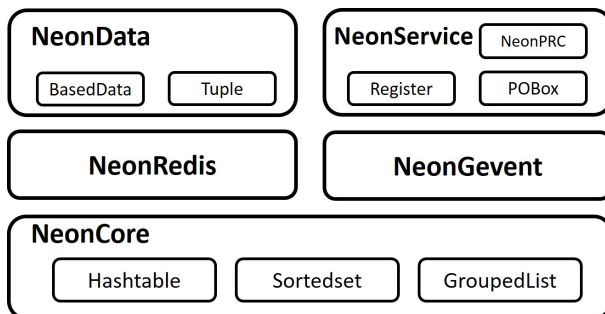 NeonData
BasedData
Tuple
NeonService
NeonPRC
Register
POBox
NeonRedis
NeonGevent
NeonCore
Hashtable
Sortedset
GroupedList